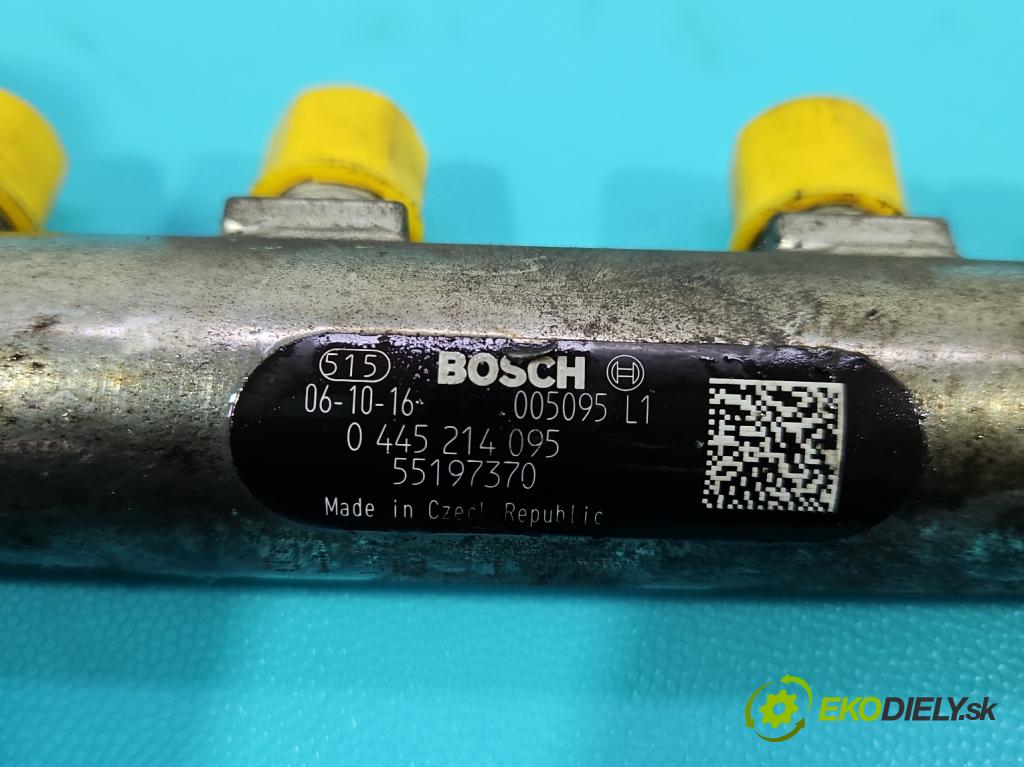 515 BOSCH
06-10-16 005095 L1
0 445 214 095
55197370
Made in Czech Republic
EKODIELY.sk